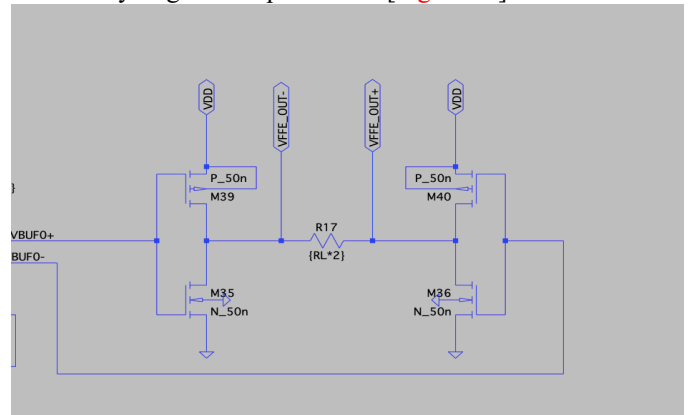 VDD
VFFE_OUT-
VFFE_OUT+
VDD
P_50n
M39
P_50n
M40
}
VBUF0+
BUF0-
R17
{RL*2}
M35
N_50n
M36
N_50n